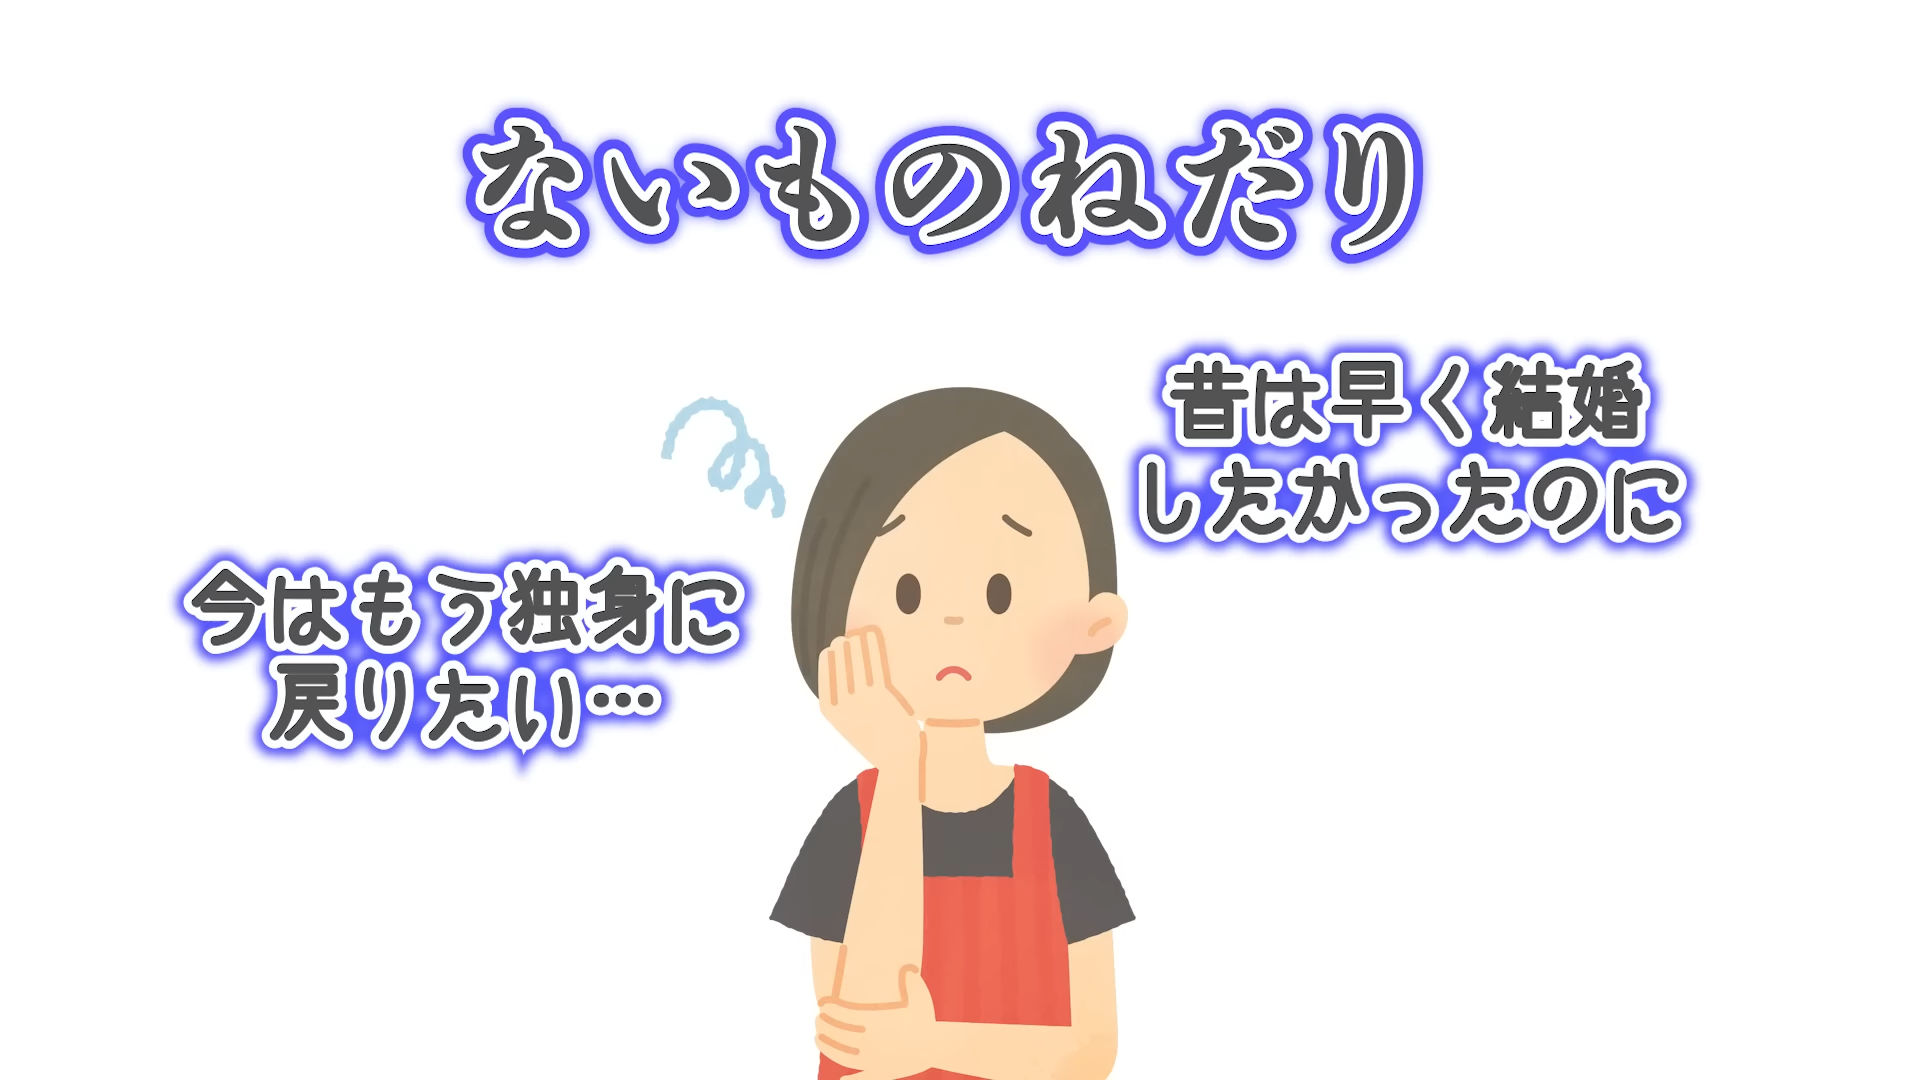 ないものねだり
昔は早く結婚
したかったのに
今はもう独身に
戻りたい…